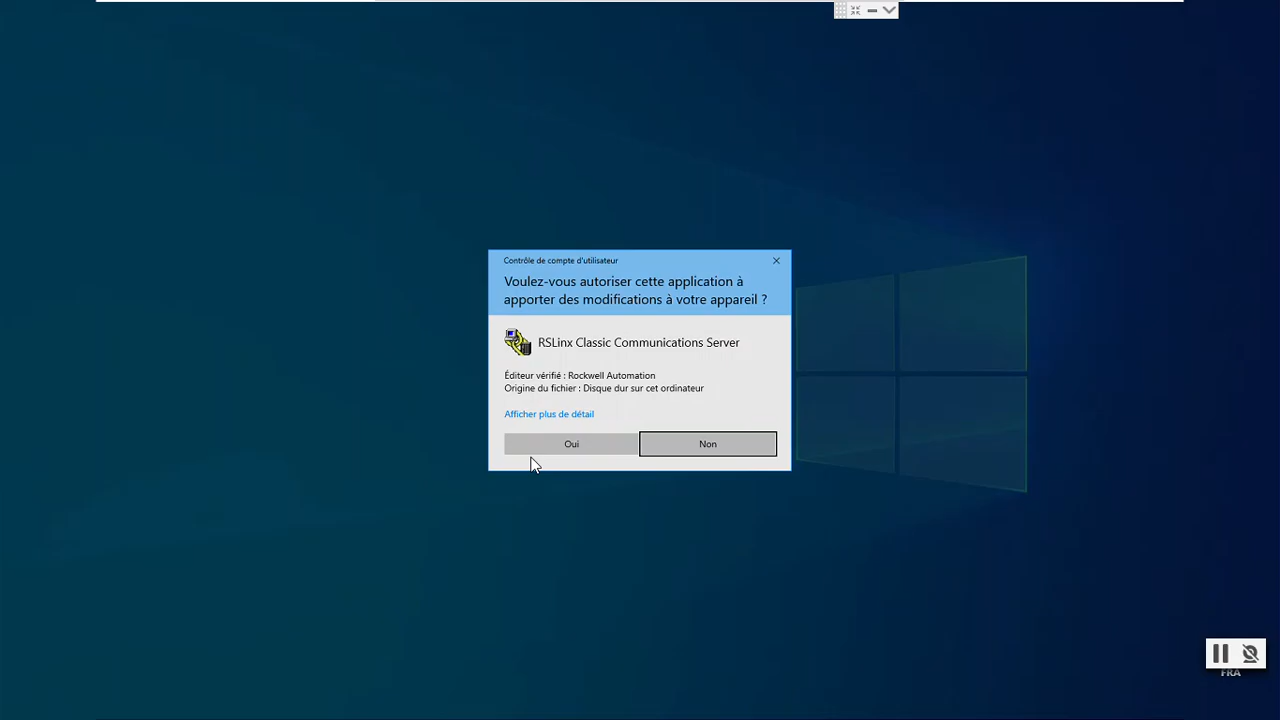 Contrôle de compte d'utilisateur
Voulez-vous autoriser cette application à
apporter des modifications à votre appareil ?
RSLinx Classic Communications Server
Éditeur vérifié : Rockwell Automation
Origine du fichier : Disque dur sur cet ordinateur
Afficher plus de détail
Oui
Non
FRA